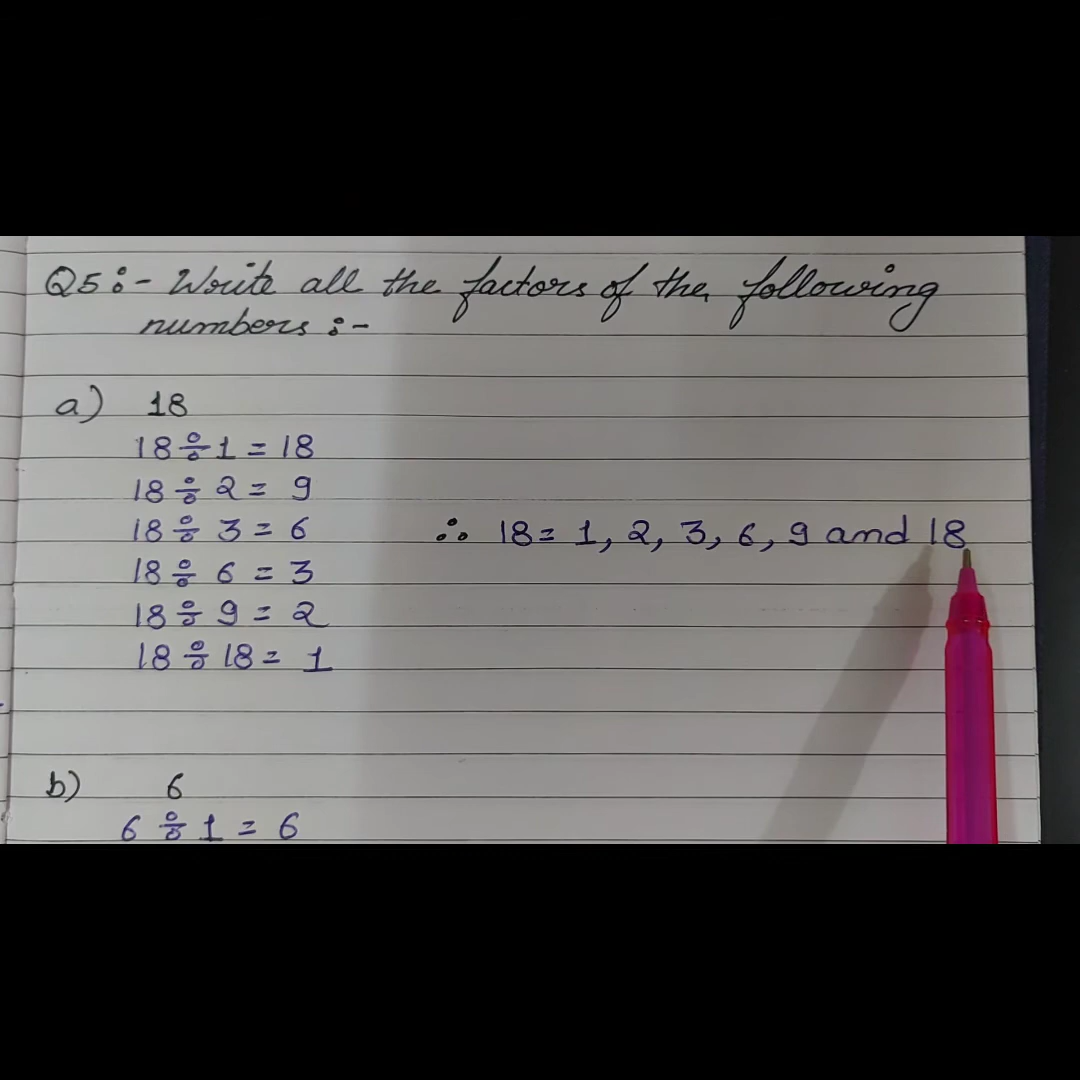 Q5:- Write all the factors of the following
numbers :-
a) 18
18 ÷ 1 = 18
18 ÷ 2 = 9
18 ÷ 3 = 6
∴ 18 = 1, 2, 3, 6, 9 and 18
18 ÷ 6 = 3
18 ÷ 9 = 2
18 ÷ 18 = 1
b) 6
6 ÷ 1 = 6